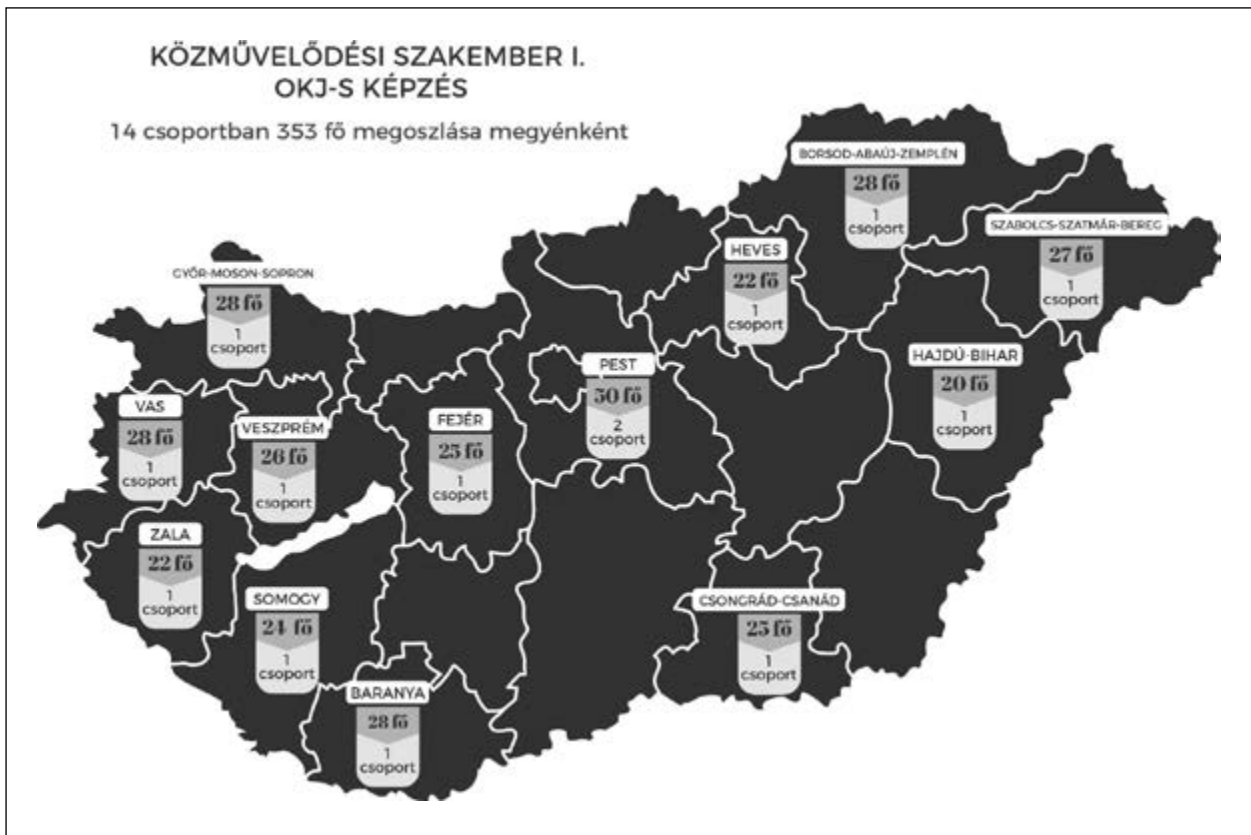 KÖZMŰVELŐDÉSI SZAKEMBER I.
OKJ-S KÉPZÉS
14 csoportban 353 fő megoszlása megyénként
BORSOD-ABAÚJ-ZEMPLÉN
28 fő
1
csoport
SZABOLCS-SZATMÁR-BEREG
27 fő
1
csoport
HEVES
22 fő
1
csoport
GYŐR-MOSON-SOPRON
28 fő
1
csoport
HAJDÚ-BIHAR
20 fő
1
csoport
PEST
50 fő
2
csoport
VAS
28 fő
1
csoport
VESZPRÉM
26 fő
1
csoport
FEJÉR
25 fő
1
csoport
ZALA
22 fő
1
csoport
SOMOGY
24 fő
1
csoport
CSONGRÁD-CSANÁD
25 fő
1
csoport
BARANYA
28 fő
1
csoport